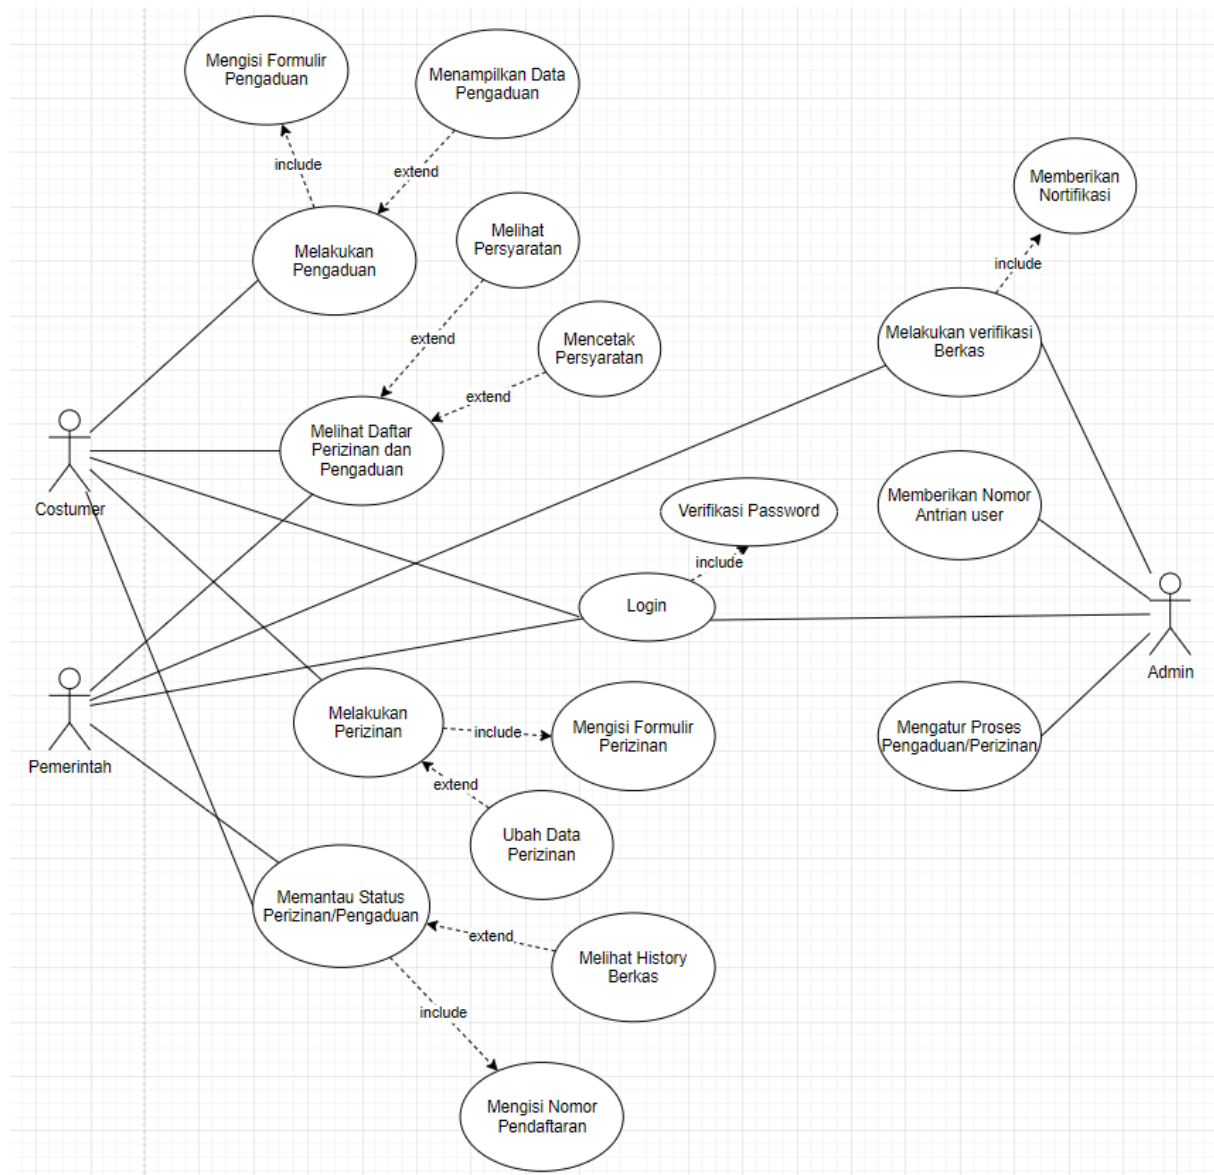 Mengisi Formulir
Pengaduan
Menampilkan Data
Pengaduan
include
extend
Memberikan
Nortifikasi
Melihat
Persyaratan
Melakukan
Pengaduan
include
extend
Melakukan verifikasi
Berkas
Mencetak
Persyaratan
extend
Melihat Daftar
Perizinan dan
Pengaduan
Costumer
Verifikasi Password
Memberikan Nomor
Antrian user
include
Login
Admin
Pemerintah
Melakukan
Perizinan
include
Mengisi Formulir
Perizinan
Mengatur Proses
Pengaduan/Perizinan
extend
Ubah Data
Perizinan
Memantau Status
Perizinan/Pengaduan
extend
Melihat History
Berkas
include
Mengisi Nomor
Pendaftaran